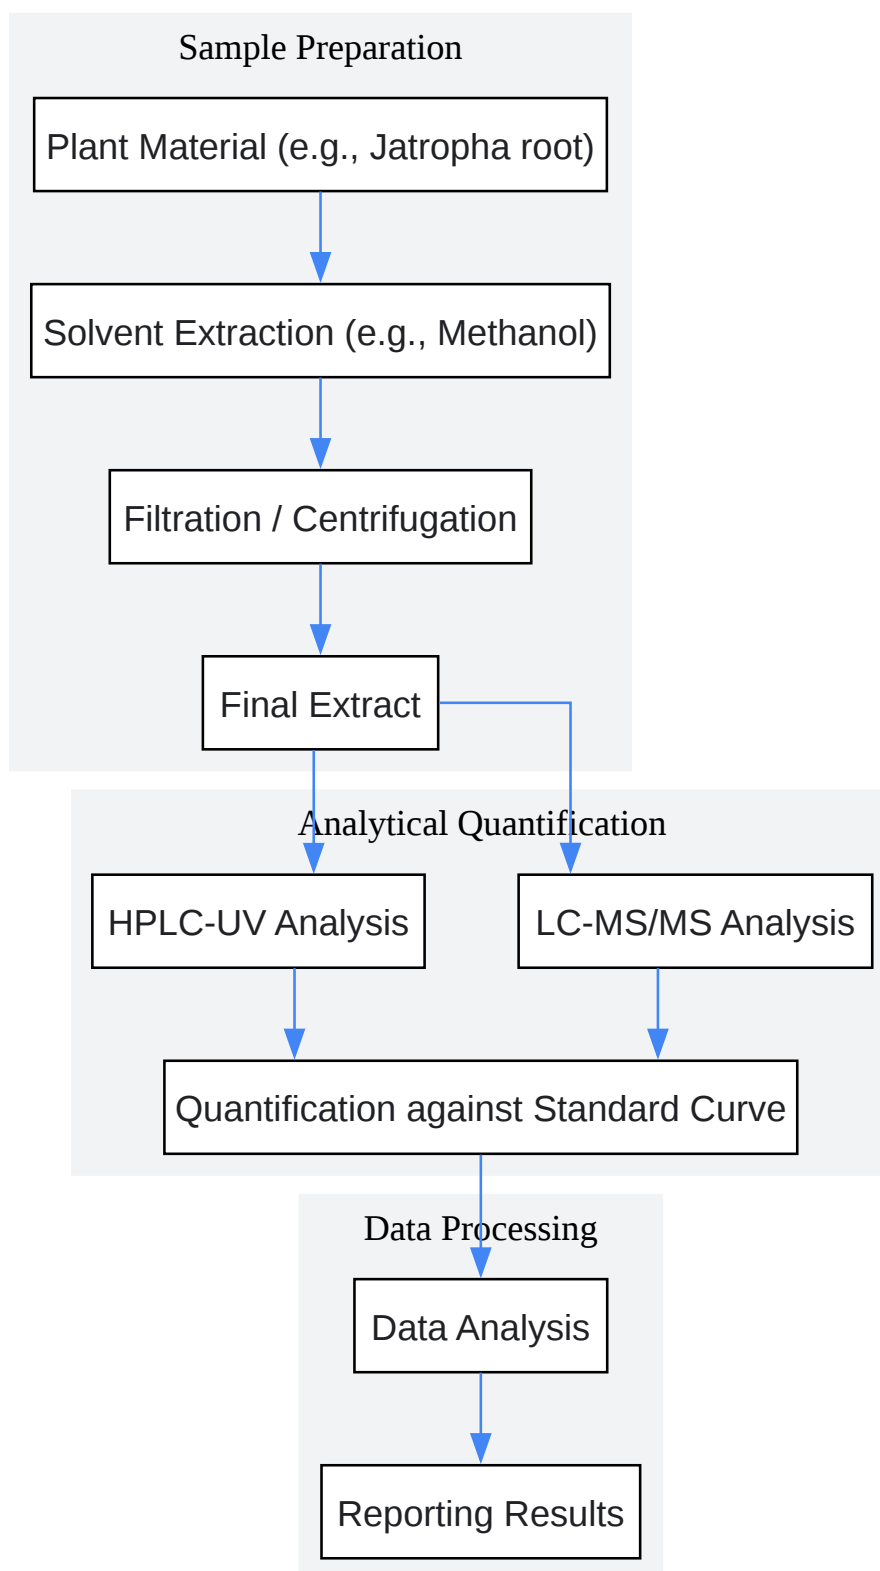 Sample Preparation
Plant Material (e.g., Jatropha root)
Solvent Extraction (e.g., Methanol)
Filtration / Centrifugation
Final Extract
Analytical Quantification
HPLC-UV Analysis
LC-MS/MS Analysis
Quantification against Standard Curve
Data Processing
Data Analysis
Reporting Results